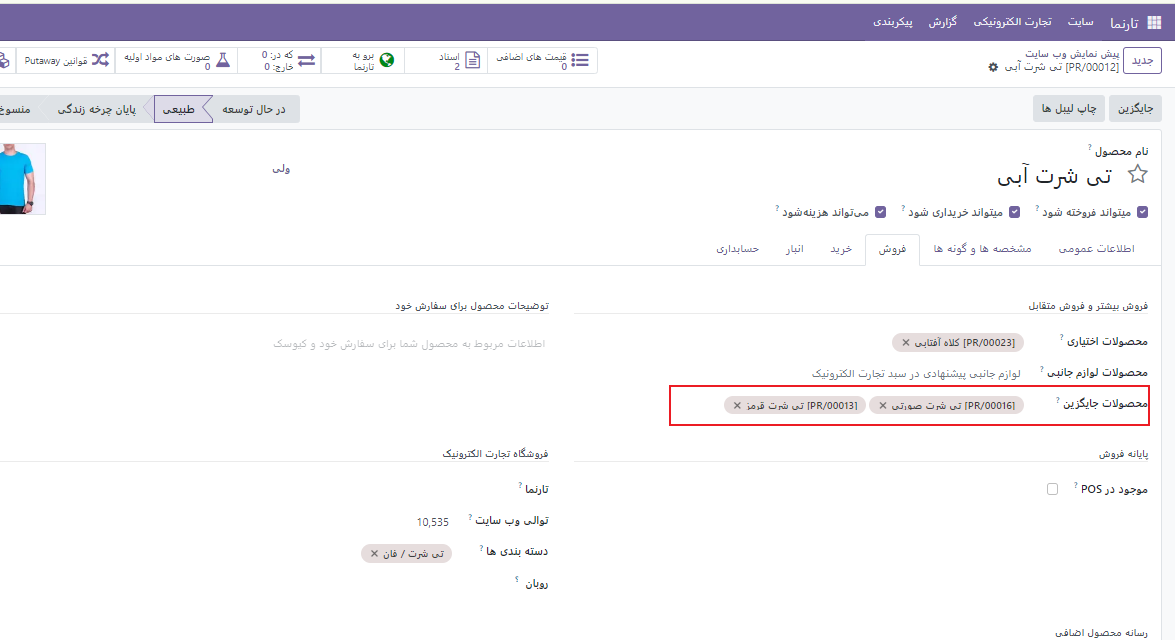 تارنما سایت تجارت الکترونیکی گزارش پیکربندی
جدید
پیش نمایش وب سایت
[PR/00012] تی شرت آبی
قیمت های اضافی
0
اسناد
2
برو به
تارنما
که در: 0
خارج: 0
صورت های مواد اولیه
0
قوانین Putaway
جایگزین چاپ لیبل ها
در حال توسعه طبیعی پایان چرخه زندگی منسوخ
نام محصول ?
تی شرت آبی
ولی
میتواند فروخته شود ? میتواند خریداری شود ? می‌تواند هزینه‌شود ?
اطلاعات عمومی مشخصه ها و گونه ها فروش خرید انبار حسابداری
فروش بیشتر و فروش متقابل
محصولات اختیاری ? [PR/00023] کلاه آفتابی ×
محصولات لوازم جانبی ? لوازم جانبی پیشنهادی در سبد تجارت الکترونیک
محصولات جایگزین ? [PR/00016] تی شرت صورتی × [PR/00013] تی شرت قرمز ×
توضیحات محصول برای سفارش خود
اطلاعات مربوط به محصول شما برای سفارش خود و کیوسک
پایانه فروش
موجود در POS ?
فروشگاه تجارت الکترونیک
تارنما ?
توالی وب سایت ? 10,535
دسته بندی ها ? تی شرت / فان ×
روبان ?
رسانه محصول اضافی